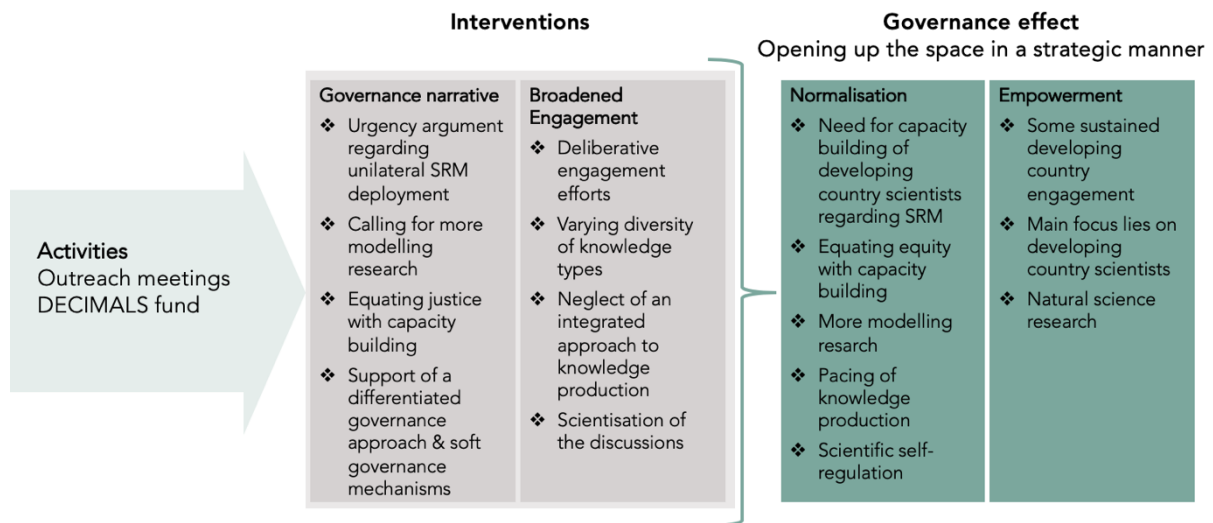 Interventions
Governance effect
Opening up the space in a strategic manner
Activities
Outreach meetings
DECIMALS fund
Governance narrative
❖ Urgency argument
regarding
unilateral SRM
deployment
❖ Calling for more
modelling
research
❖ Equating justice
with capacity
building
❖ Support of a
differentiated
governance
approach & soft
governance
mechanisms
Broadened
Engagement
❖ Deliberative
engagement
efforts
❖ Varying diversity
of knowledge
types
❖ Neglect of an
integrated
approach to
knowledge
production
❖ Scientisation of
the discussions
Normalisation
❖ Need for capacity
building of
developing
country scientists
regarding SRM
❖ Equating equity
with capacity
building
❖ More modelling
resarch
❖ Pacing of
knowledge
production
❖ Scientific self-
regulation
Empowerment
❖ Some sustained
developing
country
engagement
❖ Main focus lies on
developing
country scientists
❖ Natural science
research